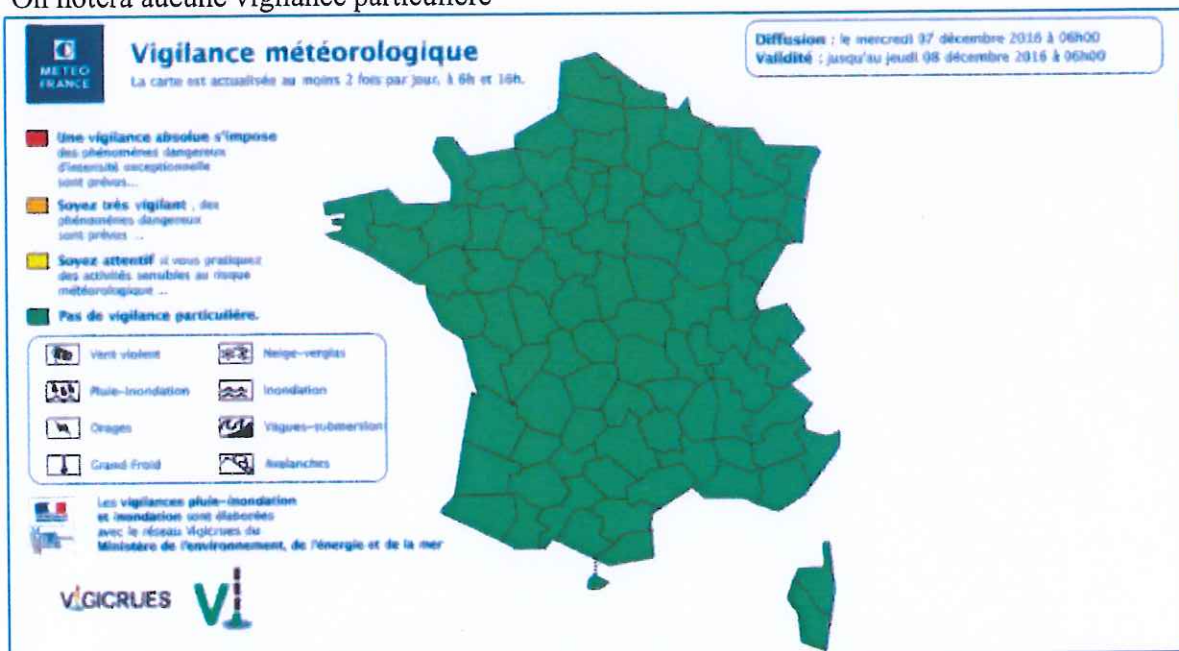 On notera aucune vigilance particulière
METEO
FRANCE
Vigilance météorologique
La carte est actualisée au moins 2 fois par jour, à 6h et 16h.
Diffusion : le mercredi 07 décembre 2016 à 06h00
Validité : jusqu'au jeudi 08 décembre 2016 à 06h00
Une vigilance absolue s'impose
des phénomènes dangereux
d'intensité exceptionnelle
sont prévus...
Soyez très vigilant , des
phénomènes dangereux
sont prévus ...
Soyez attentif si vous pratiquez
des activités sensibles au risque
météorologique ...
Pas de vigilance particulière.
Vent violent
Neige-verglas
Pluie-Inondation
Inondation
Orages
Vagues-submersion
Grand Froid
Avalanches
Les vigilances pluie-inondation
et inondation sont élaborées
avec le réseau Vigicrues du
Ministère de l'environnement, de l'énergie et de la mer
VIGICRUES